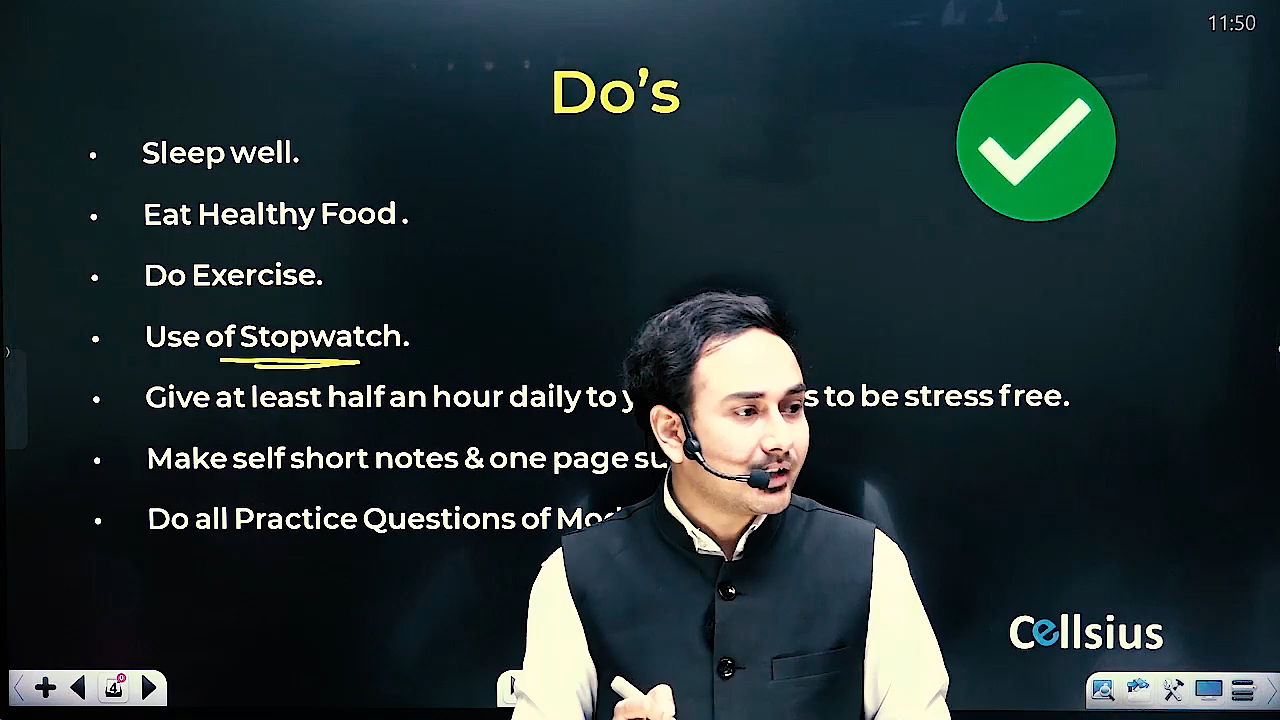 11:50
Do's
• Sleep well.
• Eat Healthy Food.
• Do Exercise.
• Use of Stopwatch.
• Give at least half an hour daily to to be stress free.
• Make self short notes & one page
• Do all Practice Questions of
Cellsius
4